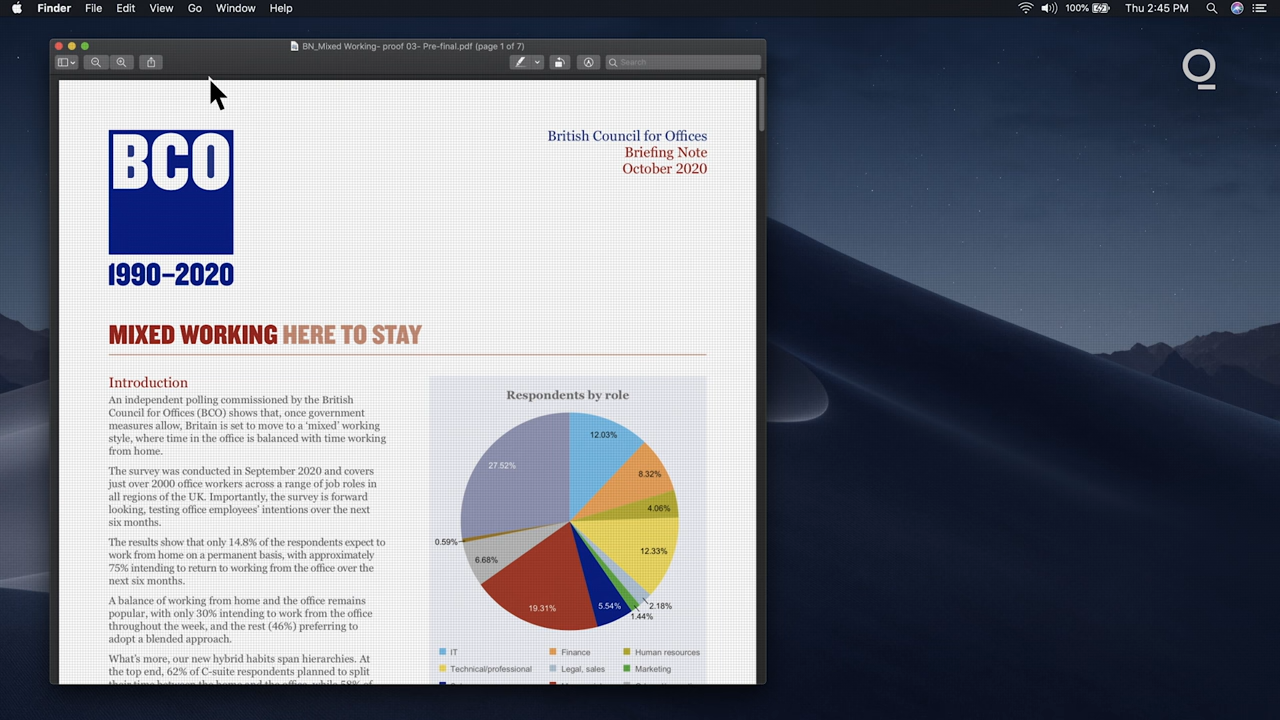 Finder File Edit View Go Window Help
100% Thu 2:45 PM
BN_Mixed Working- proof 03- Pre-final.pdf (page 1 of 7)
Search
BCO
1990–2020
British Council for Offices
Briefing Note
October 2020
MIXED WORKING HERE TO STAY
Introduction
An independent polling commissioned by the British
Council for Offices (BCO) shows that, once government
measures allow, Britain is set to move to a ‘mixed’ working
style, where time in the office is balanced with time working
from home.
The survey was conducted in September 2020 and covers
just over 2000 office workers across a range of job roles in
all regions of the UK. Importantly, the survey is forward
looking, testing office employees’ intentions over the next
six months.
The results show that only 14.8% of the respondents expect to
work from home on a permanent basis, with approximately
75% intending to return to working from the office over the
next six months.
A balance of working from home and the office remains
popular, with only 30% intending to work from the office
throughout the week, and the rest (46%) preferring to
adopt a blended approach.
What’s more, our new hybrid habits span hierarchies. At
the top end, 62% of C-suite respondents planned to split
their time between the home and the office, while 58% of
Respondents by role
12.03%
27.52%
8.32%
4.06%
0.59%
12.33%
6.68%
19.31%
5.54%
2.18%
1.44%
IT Finance Human resources
Technical/professional Legal, sales Marketing